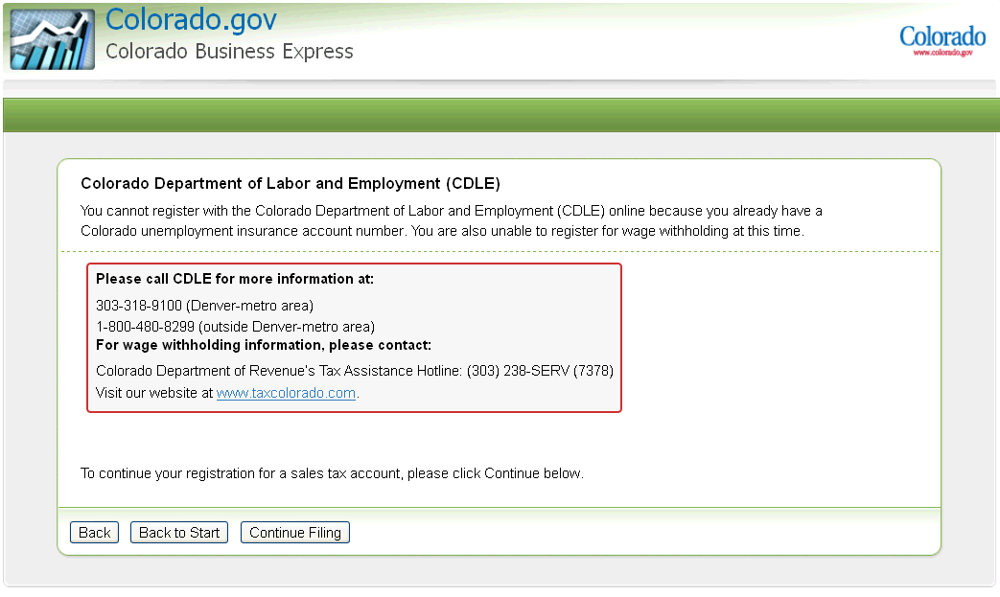 Colorado.gov
Colorado Business Express
Colorado
www.colorado.gov
Colorado Department of Labor and Employment (CDLE)
You cannot register with the Colorado Department of Labor and Employment (CDLE) online because you already have a
Colorado unemployment insurance account number. You are also unable to register for wage withholding at this time.
Please call CDLE for more information at:
303-318-9100 (Denver-metro area)
1-800-480-8299 (outside Denver-metro area)
For wage withholding information, please contact:
Colorado Department of Revenue's Tax Assistance Hotline: (303) 238-SERV (7378)
Visit our website at www.taxcolorado.com.
To continue your registration for a sales tax account, please click Continue below.
Back
Back to Start
Continue Filing